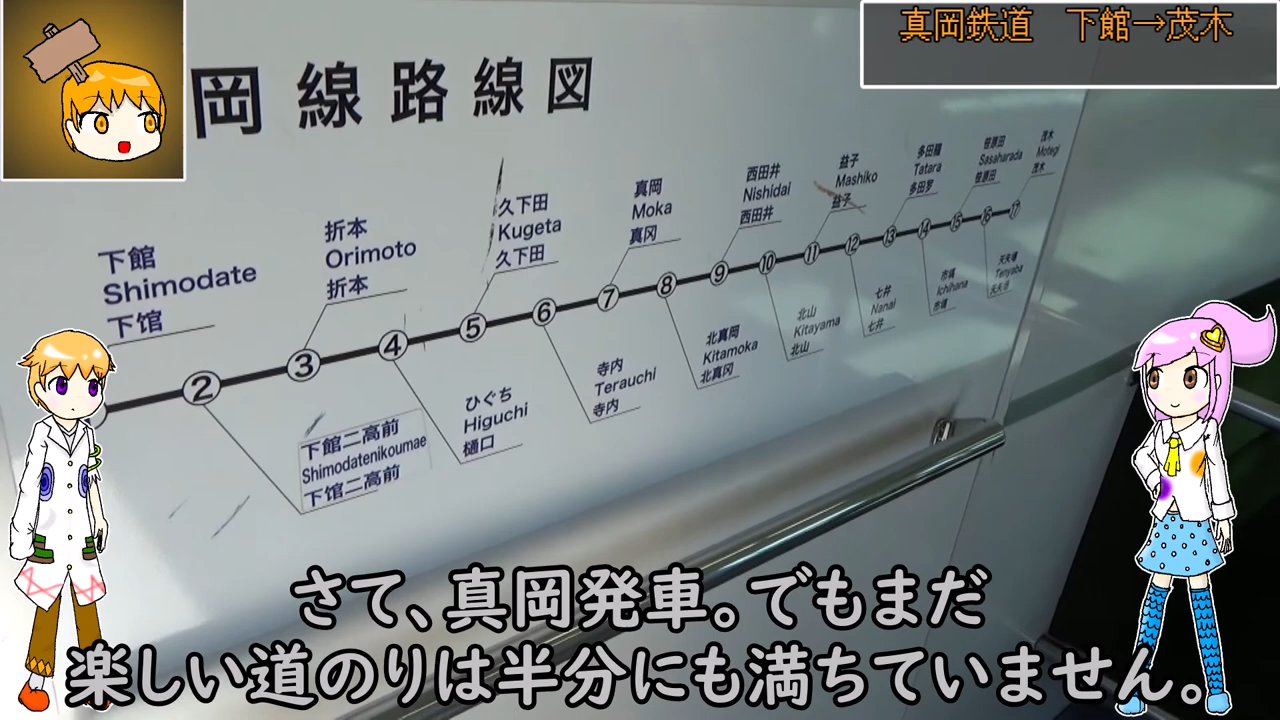 真岡鉄道 下館→茂木
岡線路線図
下館
Shimodate
下馆
②
下館二高前
Shimodatenikoumae
下馆二高前
③
折本
Orimoto
折本
④
ひぐち
Higuchi
樋口
⑤
久下田
Kugeta
久下田
⑥
寺内
Terauchi
寺内
⑦
真岡
Moka
真冈
⑧
北真岡
Kitamoka
北真冈
⑨
西田井
Nishidai
西田井
⑩
北山
Kitayama
北山
⑪
益子
Mashiko
益子
⑫
七井
Nanai
七井
⑬
多田羅
Tatara
多田罗
⑭
市塙
Ichihana
市塙
⑮
笹原田
Sasaharada
笹原田
⑯
天矢場
Tenyaba
⑰
茂木
Motegi
茂木
さて、真岡発車。でもまだ
楽しい道のりは半分にも満ちていません。